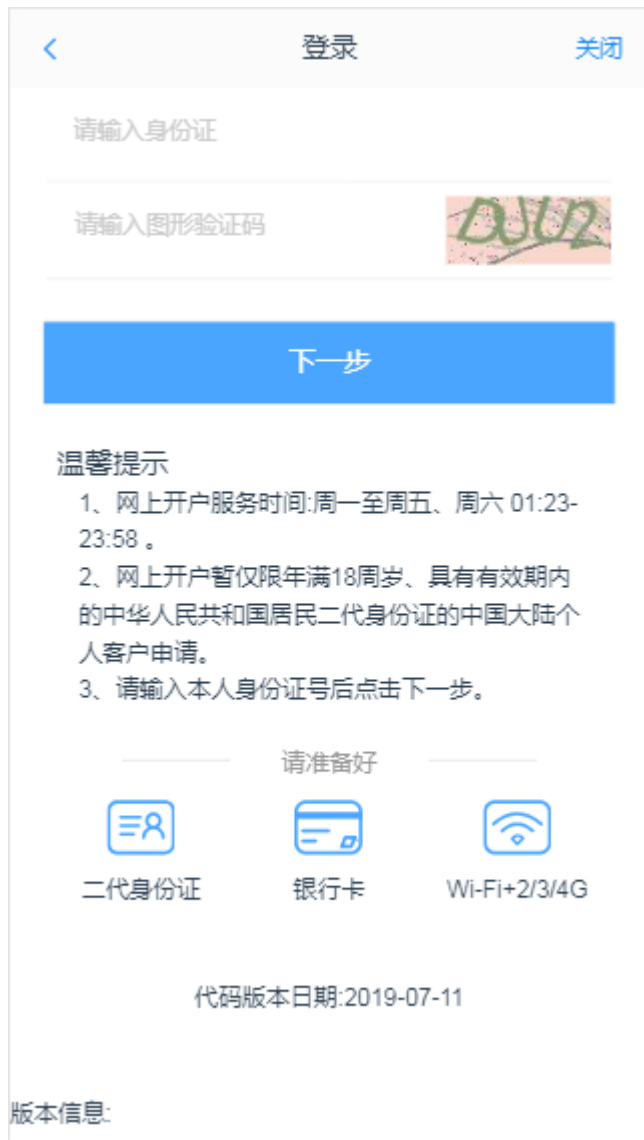 登录
关闭
请输入身份证
请输入图形验证码
下一步
温馨提示
1、网上开户服务时间:周一至周五、周六 01:23-
23:58 。
2、网上开户暂仅限年满18周岁、具有有效期内
的中华人民共和国居民二代身份证的中国大陆个
人客户申请。
3、请输入本人身份证号后点击下一步。
请准备好
二代身份证
银行卡
Wi-Fi+2/3/4G
代码版本日期:2019-07-11
版本信息: